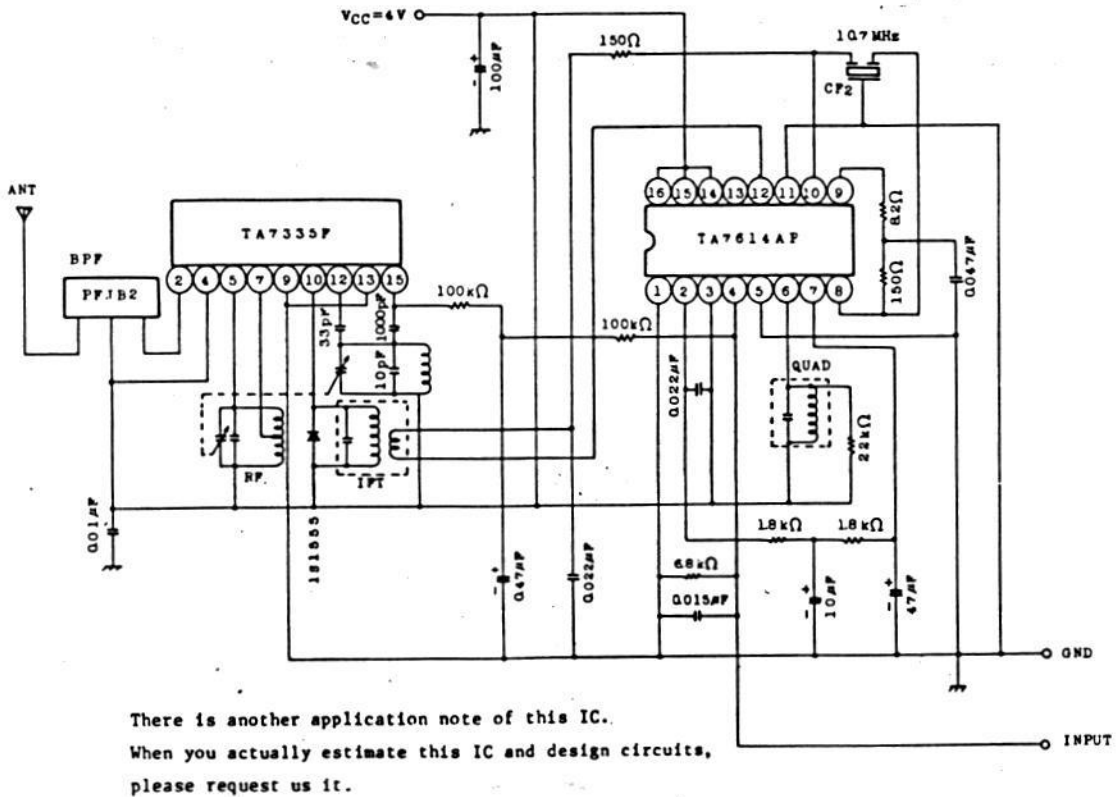 VCC=4V
100μF
- +
150Ω
10.7MHz
CF2
ANT
BPF
PFJB2
TA7335F
2 4 5 7 9 10 12 13 15
16 15 14 13 12 11 10 9
TA7614AP
1 2 3 4 5 6 7 8
82Ω
150Ω
0.047μF
33pF
1000pF
10pF
100kΩ
100kΩ
0.022μF
QUAD
22kΩ
RF
IFT
0.01μF
1S1555
- +
0.47μF
0.022μF
1.8kΩ
1.8kΩ
6.8kΩ
0.015μF
- +
10μF
- +
47μF
GND
INPUT
There is another application note of this IC.
When you actually estimate this IC and design circuits,
please request us it.